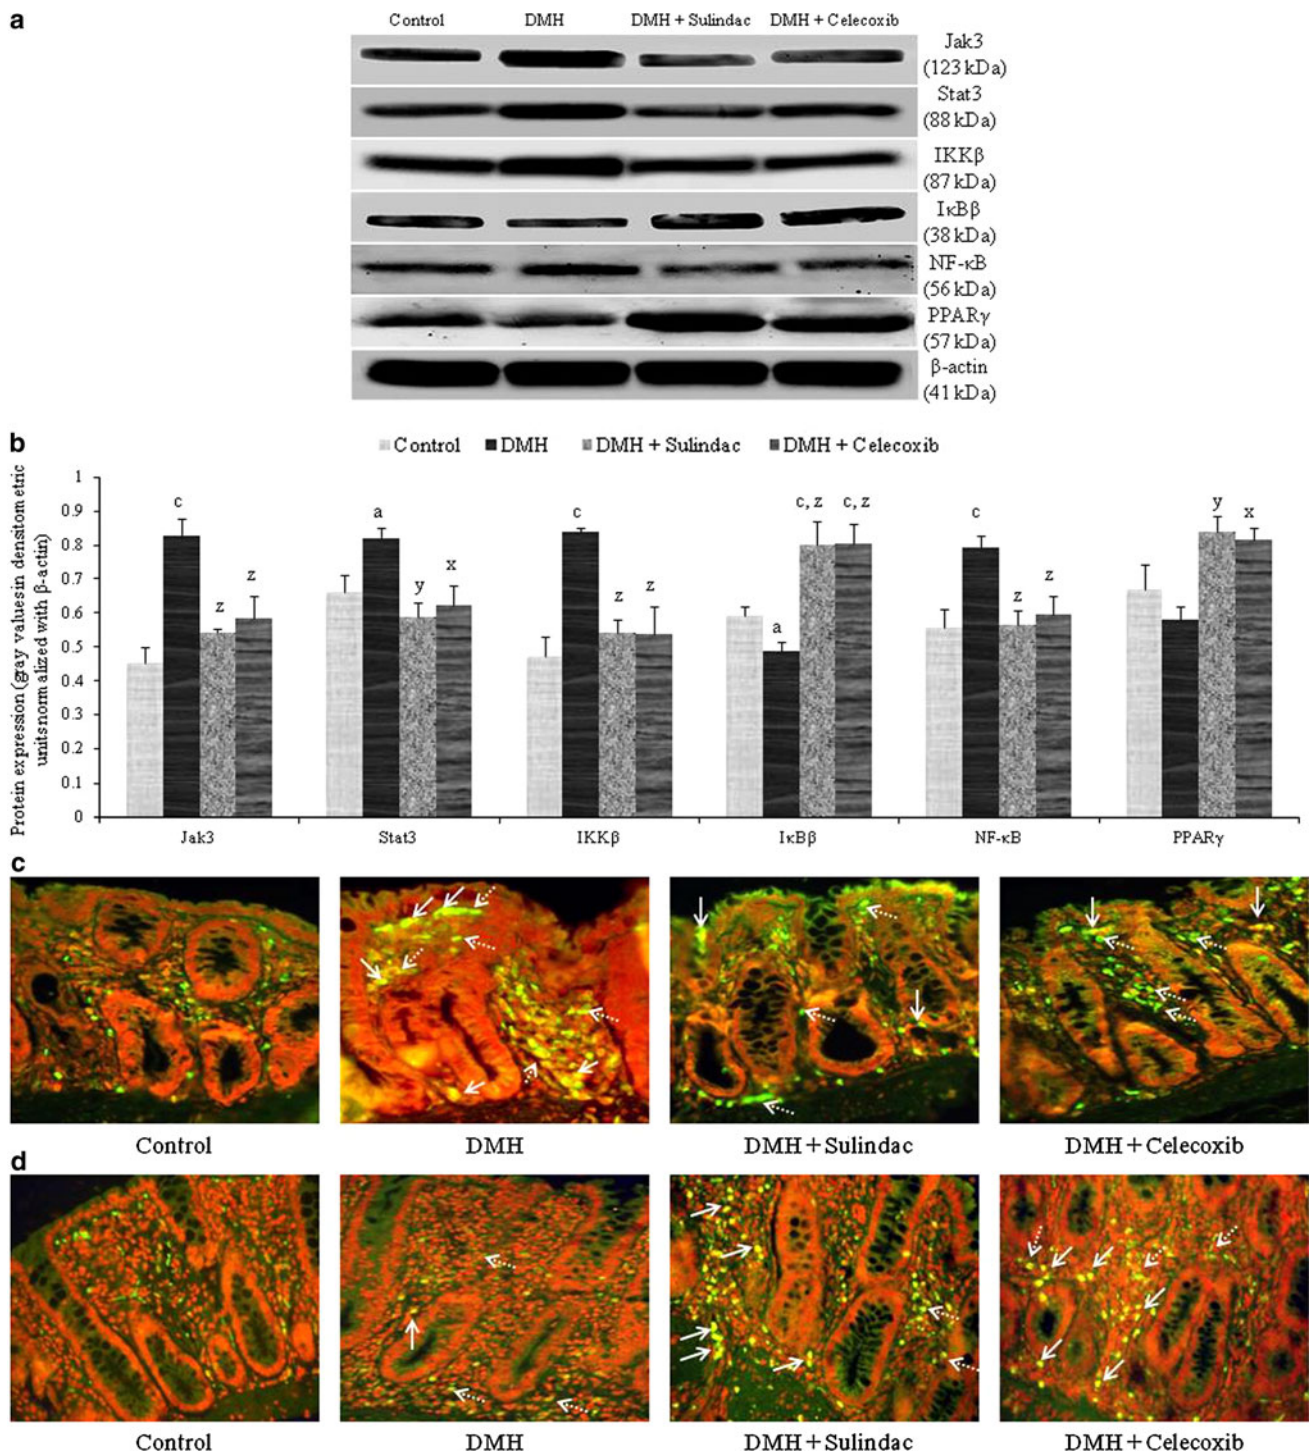 a
Control DMH DMH + Sulindac DMH + Celecoxib
Jak3
(123 kDa)
Stat3
(88 kDa)
IKKβ
(87 kDa)
IκBβ
(38 kDa)
NF-κB
(56 kDa)
PPARγ
(57 kDa)
β-actin
(41 kDa)
b
Control DMH DMH + Sulindac DMH + Celecoxib
Protein expression (gray values in densitometric
units normalized with β-actin)
1
0.9
0.8
0.7
0.6
0.5
0.4
0.3
0.2
0.1
0
c z z
a y x
c z z
a c, z c, z
c z z
y x
Jak3 Stat3 IKKβ IκBβ NF-κB PPARγ
c
Control DMH DMH + Sulindac DMH + Celecoxib
d
Control DMH DMH + Sulindac DMH + Celecoxib